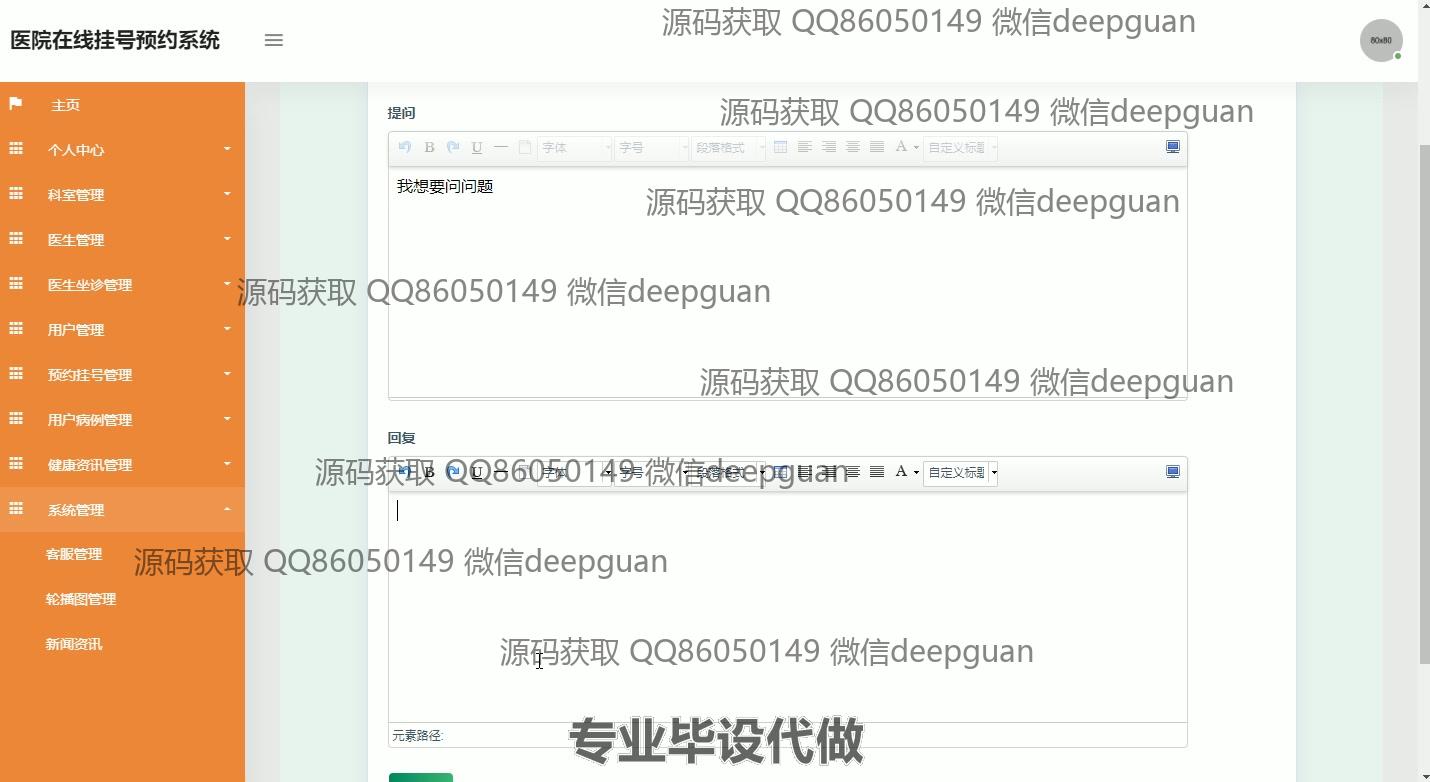 源码获取 QQ86050149 微信deepguan
医院在线挂号预约系统
80x80
主页
个人中心
科室管理
医生管理
医生坐诊管理
用户管理
预约挂号管理
用户病例管理
健康资讯管理
系统管理
客服管理
轮播图管理
新闻资讯
提问
源码获取 QQ86050149 微信deepguan
B U 字体 字号 段落格式 A 自定义标题
我想要问问题
源码获取 QQ86050149 微信deepguan
源码获取 QQ86050149 微信deepguan
源码获取 QQ86050149 微信deepguan
回复
源码获取 QQ86050149 微信deepguan
B U 字体 字号 段落格式 A 自定义标题
源码获取 QQ86050149 微信deepguan
源码获取 QQ86050149 微信deepguan
元素路径:
专业毕设代做